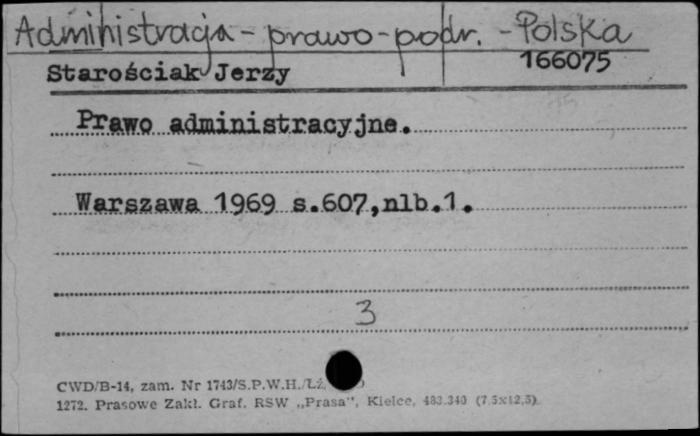 Administracja - prawo - podr. - Polska
166075
Starościak Jerzy
Prawo administracyjne.
Warszawa 1969 s.607,nlb.1.
3
CWD/B-14, zam. Nr 1743/S.P.W.H./Łź.
1272. Prasowe Zakł. Graf. RSW „Prasa”, Kielce, 483.340 (7,5x12,5).